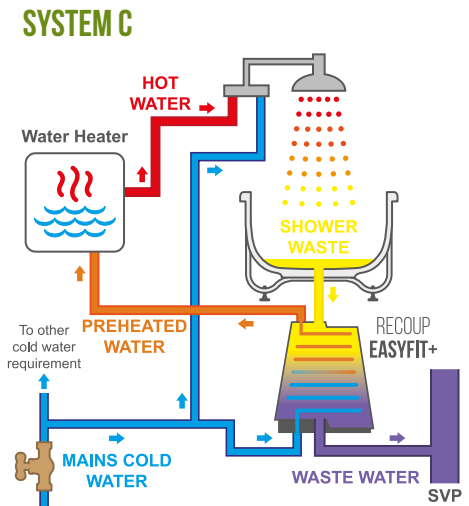 SYSTEM C
HOT
WATER
Water Heater
SHOWER
WASTE
PREHEATED
WATER
RECOUP
EASYFIT+
To other
cold water
requirement
MAINS COLD
WATER
WASTE WATER
SVP